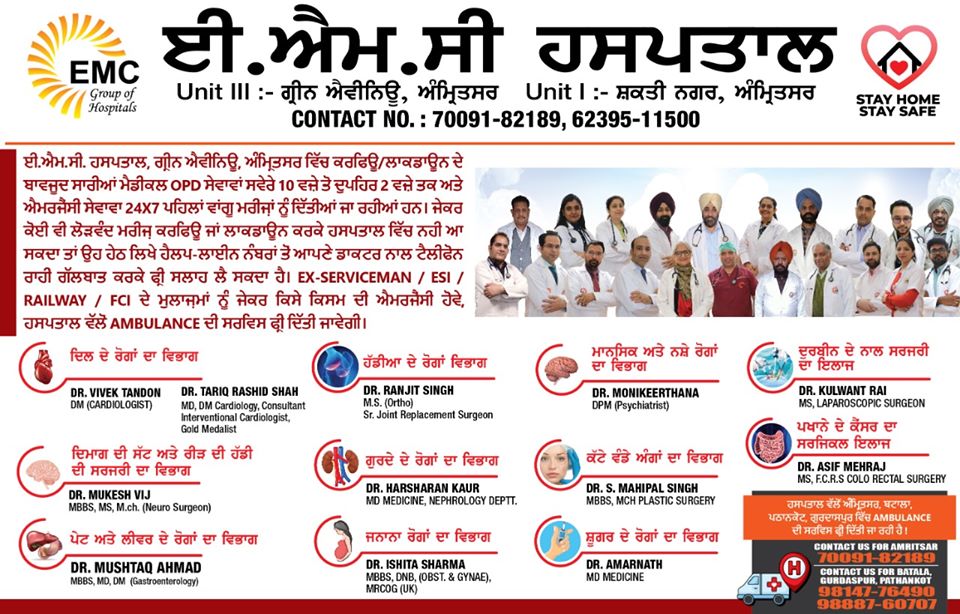 EMC
Group of
Hospitals
ਈ.ਐਮ.ਸੀ ਹਸਪਤਾਲ
Unit III :- ਗ੍ਰੀਨ ਐਵੀਨਿਊ, ਅੰਮ੍ਰਿਤਸਰ Unit I :- ਸ਼ਕਤੀ ਨਗਰ, ਅੰਮ੍ਰਿਤਸਰ
CONTACT NO. : 70091-82189, 62395-11500
STAY HOME
STAY SAFE
ਈ.ਐਮ.ਸੀ. ਹਸਪਤਾਲ, ਗ੍ਰੀਨ ਐਵੀਨਿਊ, ਅੰਮ੍ਰਿਤਸਰ ਵਿੱਚ ਕਰਫਿਊ/ਲਾਕਡਾਊਨ ਦੇ
ਬਾਵਜੂਦ ਸਾਰੀਆਂ ਮੈਡੀਕਲ OPD ਸੇਵਾਵਾਂ ਸਵੇਰੇ 10 ਵਜ਼ੇ ਤੋ ਦੁਪਹਿਰ 2 ਵਜ਼ੇ ਤਕ ਅਤੇ
ਐਮਰਜੈਂਸੀ ਸੇਵਾਵਾ 24X7 ਪਹਿਲਾਂ ਵਾਂਗੂ ਮਰੀਜ਼ਾਂ ਨੂੰ ਦਿੱਤੀਆਂ ਜਾ ਰਹੀਆਂ ਹਨ। ਜੇਕਰ
ਕੋਈ ਵੀ ਲੋੜਵੰਦ ਮਰੀਜ਼ ਕਰਫਿਊ ਜਾਂ ਲਾਕਡਾਊਨ ਕਰਕੇ ਹਸਪਤਾਲ ਵਿੱਚ ਨਹੀ ਆ
ਸਕਦਾ ਤਾਂ ਉਹ ਹੇਠ ਲਿਖੇ ਹੈਲਪ-ਲਾਈਨ ਨੰਬਰਾਂ ਤੋ ਆਪਣੇ ਡਾਕਟਰ ਨਾਲ ਟੈਲੀਫੋਨ
ਰਾਹੀ ਗੱਲਬਾਤ ਕਰਕੇ ਫ੍ਰੀ ਸਲਾਹ ਲੈ ਸਕਦਾ ਹੈ। EX-SERVICEMAN / ESI /
RAILWAY / FCI ਦੇ ਮੁਲਾਜ਼ਮਾਂ ਨੂੰ ਜੇਕਰ ਕਿਸੇ ਕਿਸਮ ਦੀ ਐਮਰਜੈਂਸੀ ਹੋਵੇ,
ਹਸਪਤਾਲ ਵੱਲੋਂ AMBULANCE ਦੀ ਸਰਵਿਸ ਫ੍ਰੀ ਦਿੱਤੀ ਜਾਵੇਗੀ।
ਦਿਲ ਦੇ ਰੋਗਾਂ ਦਾ ਵਿਭਾਗ
DR. VIVEK TANDON
DM (CARDIOLOGIST)
DR. TARIQ RASHID SHAH
MD, DM Cardiology, Consultant
Interventional Cardiologist,
Gold Medalist
ਹੱਡੀਆ ਦੇ ਰੋਗਾਂ ਵਿਭਾਗ
DR. RANJIT SINGH
M.S. (Ortho)
Sr. Joint Replacement Surgeon
ਮਾਨਸਿਕ ਅਤੇ ਨਸ਼ੇ ਰੋਗਾਂ
ਦਾ ਵਿਭਾਗ
DR. MONIKEERTHANA
DPM (Psychiatrist)
ਦੂਰਬੀਨ ਦੇ ਨਾਲ ਸਰਜਰੀ
ਦਾ ਇਲਾਜ
DR. KULWANT RAI
MS, LAPAROSCOPIC SURGEON
ਦਿਮਾਗ ਦੀ ਸੱਟ ਅਤੇ ਰੀੜ ਦੀ ਹੱਡੀ
ਦੀ ਸਰਜਰੀ ਦਾ ਵਿਭਾਗ
DR. MUKESH VIJ
MBBS, MS, M.ch. (Neuro Surgeon)
ਗੁਰਦੇ ਦੇ ਰੋਗਾਂ ਦਾ ਵਿਭਾਗ
DR. HARSHARAN KAUR
MD MEDICINE, NEPHROLOGY DEPTT.
ਕੱਟੇ ਵੱਡੇ ਅੰਗਾਂ ਦਾ ਵਿਭਾਗ
DR. S. MAHIPAL SINGH
MBBS, MCH PLASTIC SURGERY
ਪਖਾਨੇ ਦੇ ਕੈਂਸਰ ਦਾ
ਸਰਜਿਕਲ ਇਲਾਜ
DR. ASIF MEHRAJ
MS, F.C.R.S COLO RECTAL SURGERY
ਪੇਟ ਅਤੇ ਲੀਵਰ ਦੇ ਰੋਗਾਂ ਦਾ ਵਿਭਾਗ
DR. MUSHTAQ AHMAD
MBBS, MD, DM (Gastroenterology)
ਜਨਾਨਾ ਰੋਗਾਂ ਦਾ ਵਿਭਾਗ
DR. ISHITA SHARMA
MBBS, DNB, (OBST. & GYNAE),
MRCOG (UK)
ਸ਼ੂਗਰ ਦੇ ਰੋਗਾਂ ਦਾ ਵਿਭਾਗ
DR. AMARNATH
MD MEDICINE
ਹਸਪਤਾਲ ਵੱਲੋਂ ਅੰਮ੍ਰਿਤਸਰ, ਬਟਾਲਾ,
ਪਠਾਨਕੋਟ, ਗੁਰਦਾਸਪੁਰ ਵਿੱਚ AMBULANCE
ਦੀ ਸਰਵਿਸ ਫ੍ਰੀ ਦਿੱਤੀ ਜਾ ਰਹੀ ਹੈ !
CONTACT US FOR AMRITSAR
70091-82189
CONTACT US FOR BATALA,
GURDASPUR, PATHANKOT
98147-76490
98887-60707
H